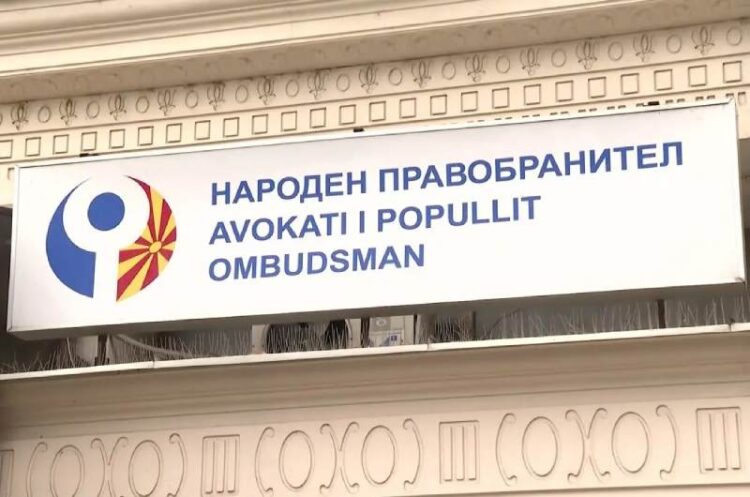 НАРОДЕН ПРАВОБРАНИТЕЛ
AVOKATI I POPULLIT
OMBUDSMAN